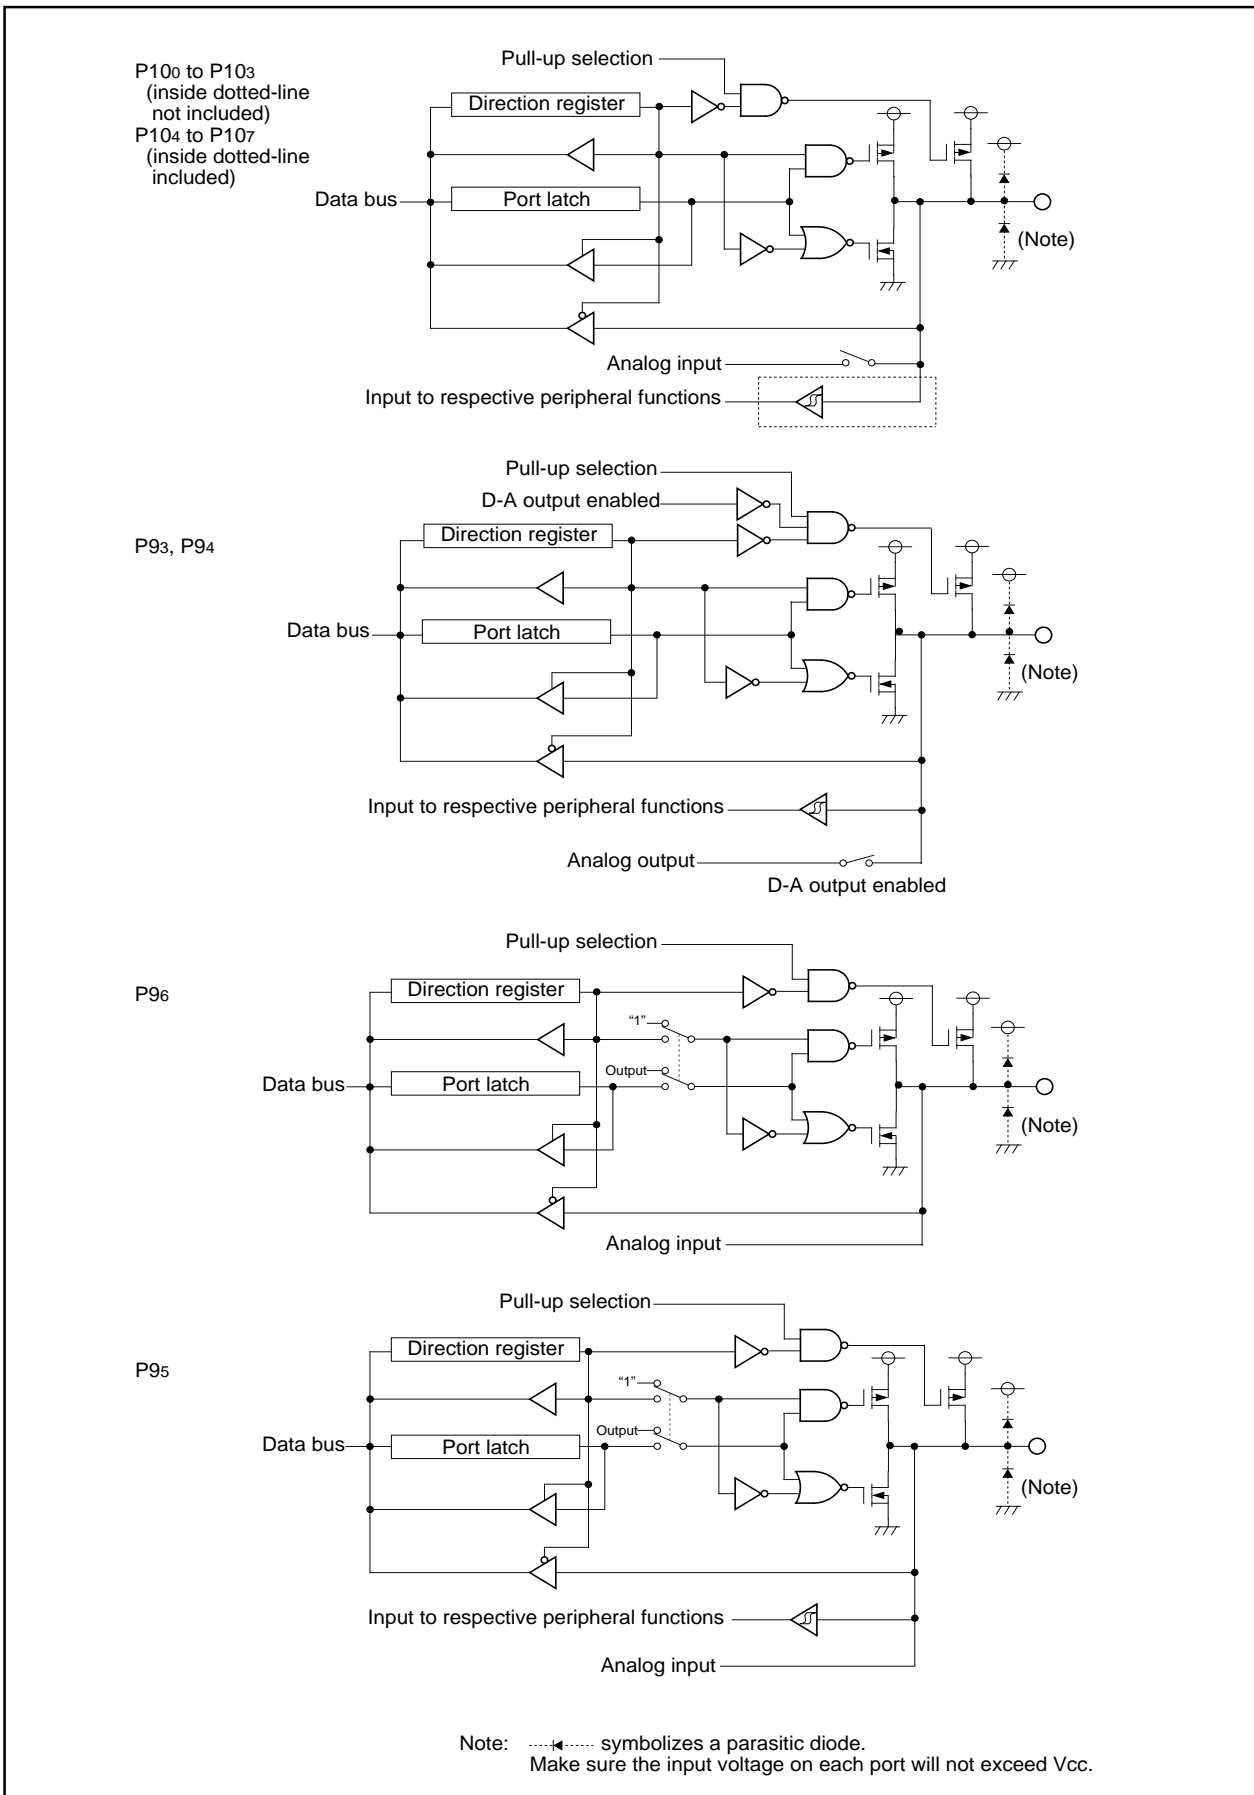 Pull-up selection
P100 to P103
(inside dotted-line
not included)
P104 to P107
(inside dotted-line
included)
Direction register
Data bus
Port latch
(Note)
Analog input
Input to respective peripheral functions
Pull-up selection
D-A output enabled
P93, P94
Direction register
Data bus
Port latch
(Note)
Input to respective peripheral functions
Analog output
D-A output enabled
Pull-up selection
P96
Direction register
“1”
Output
Data bus
Port latch
(Note)
Analog input
Pull-up selection
P95
Direction register
“1”
Output
Data bus
Port latch
(Note)
Input to respective peripheral functions
Analog input
Note: symbolizes a parasitic diode.
Make sure the input voltage on each port will not exceed Vcc.